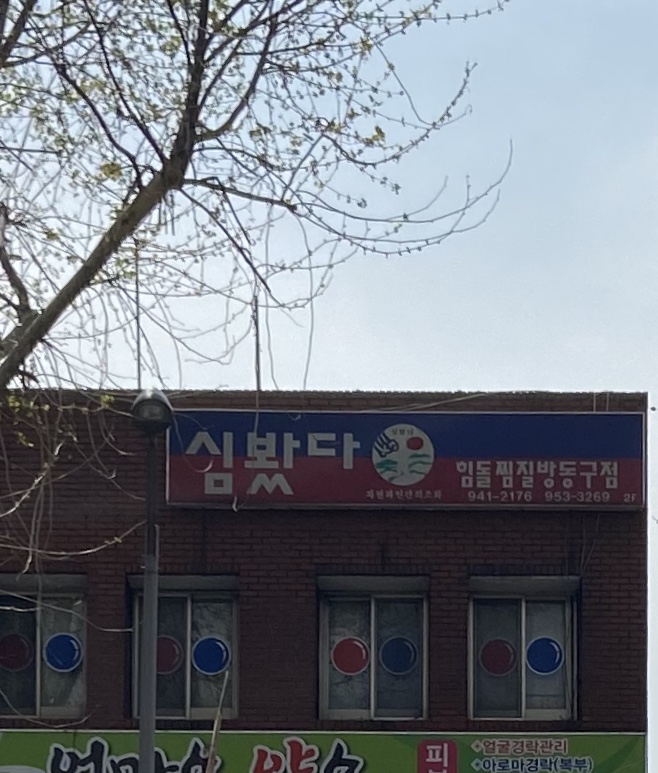 심봤다
힘돌찜질방동구점
941-2176 953-3269 2F
•얼굴경락관리
•아로마경락(복부)